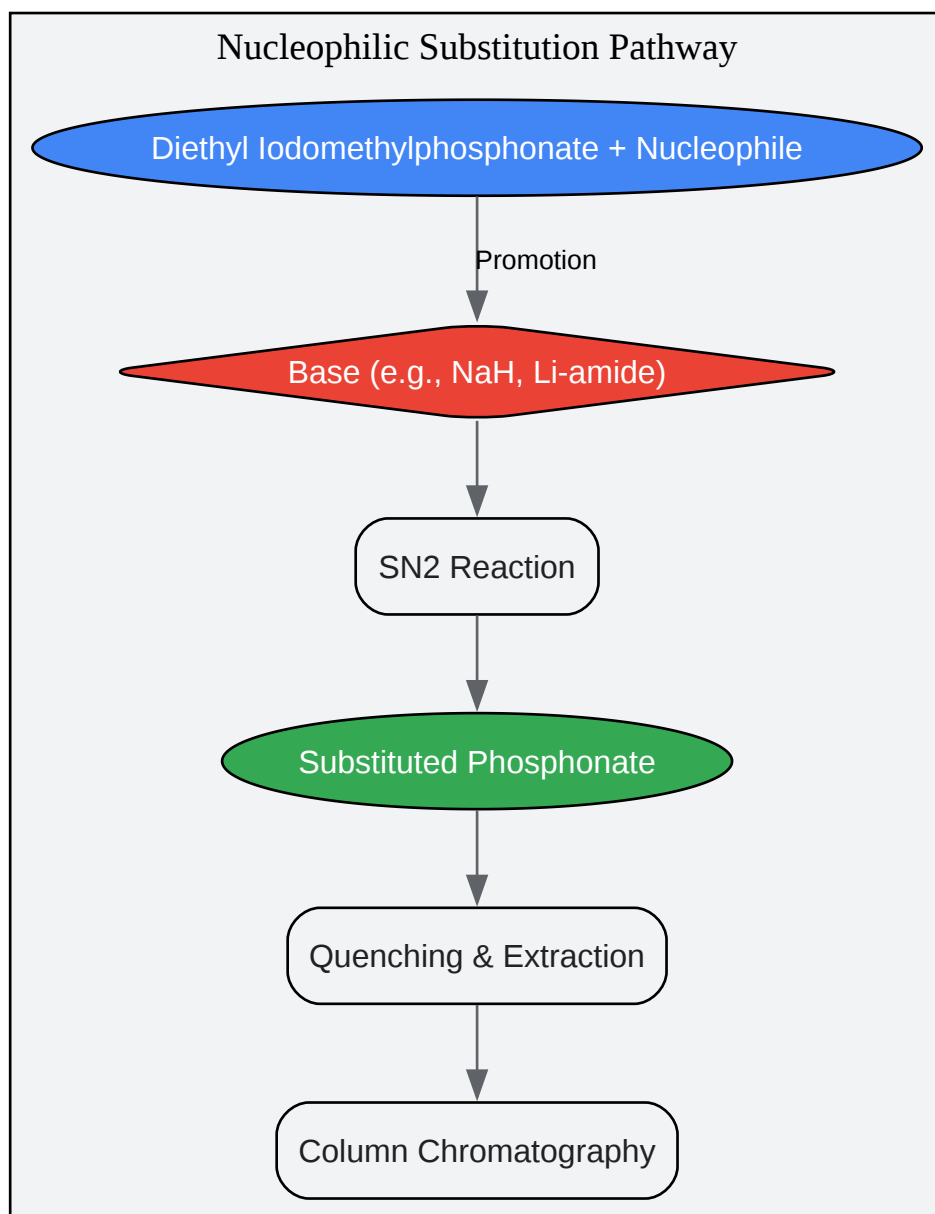 Nucleophilic Substitution Pathway
Diethyl Iodomethylphosphonate + Nucleophile
Promotion
Base (e.g., NaH, Li-amide)
SN2 Reaction
Substituted Phosphonate
Quenching & Extraction
Column Chromatography